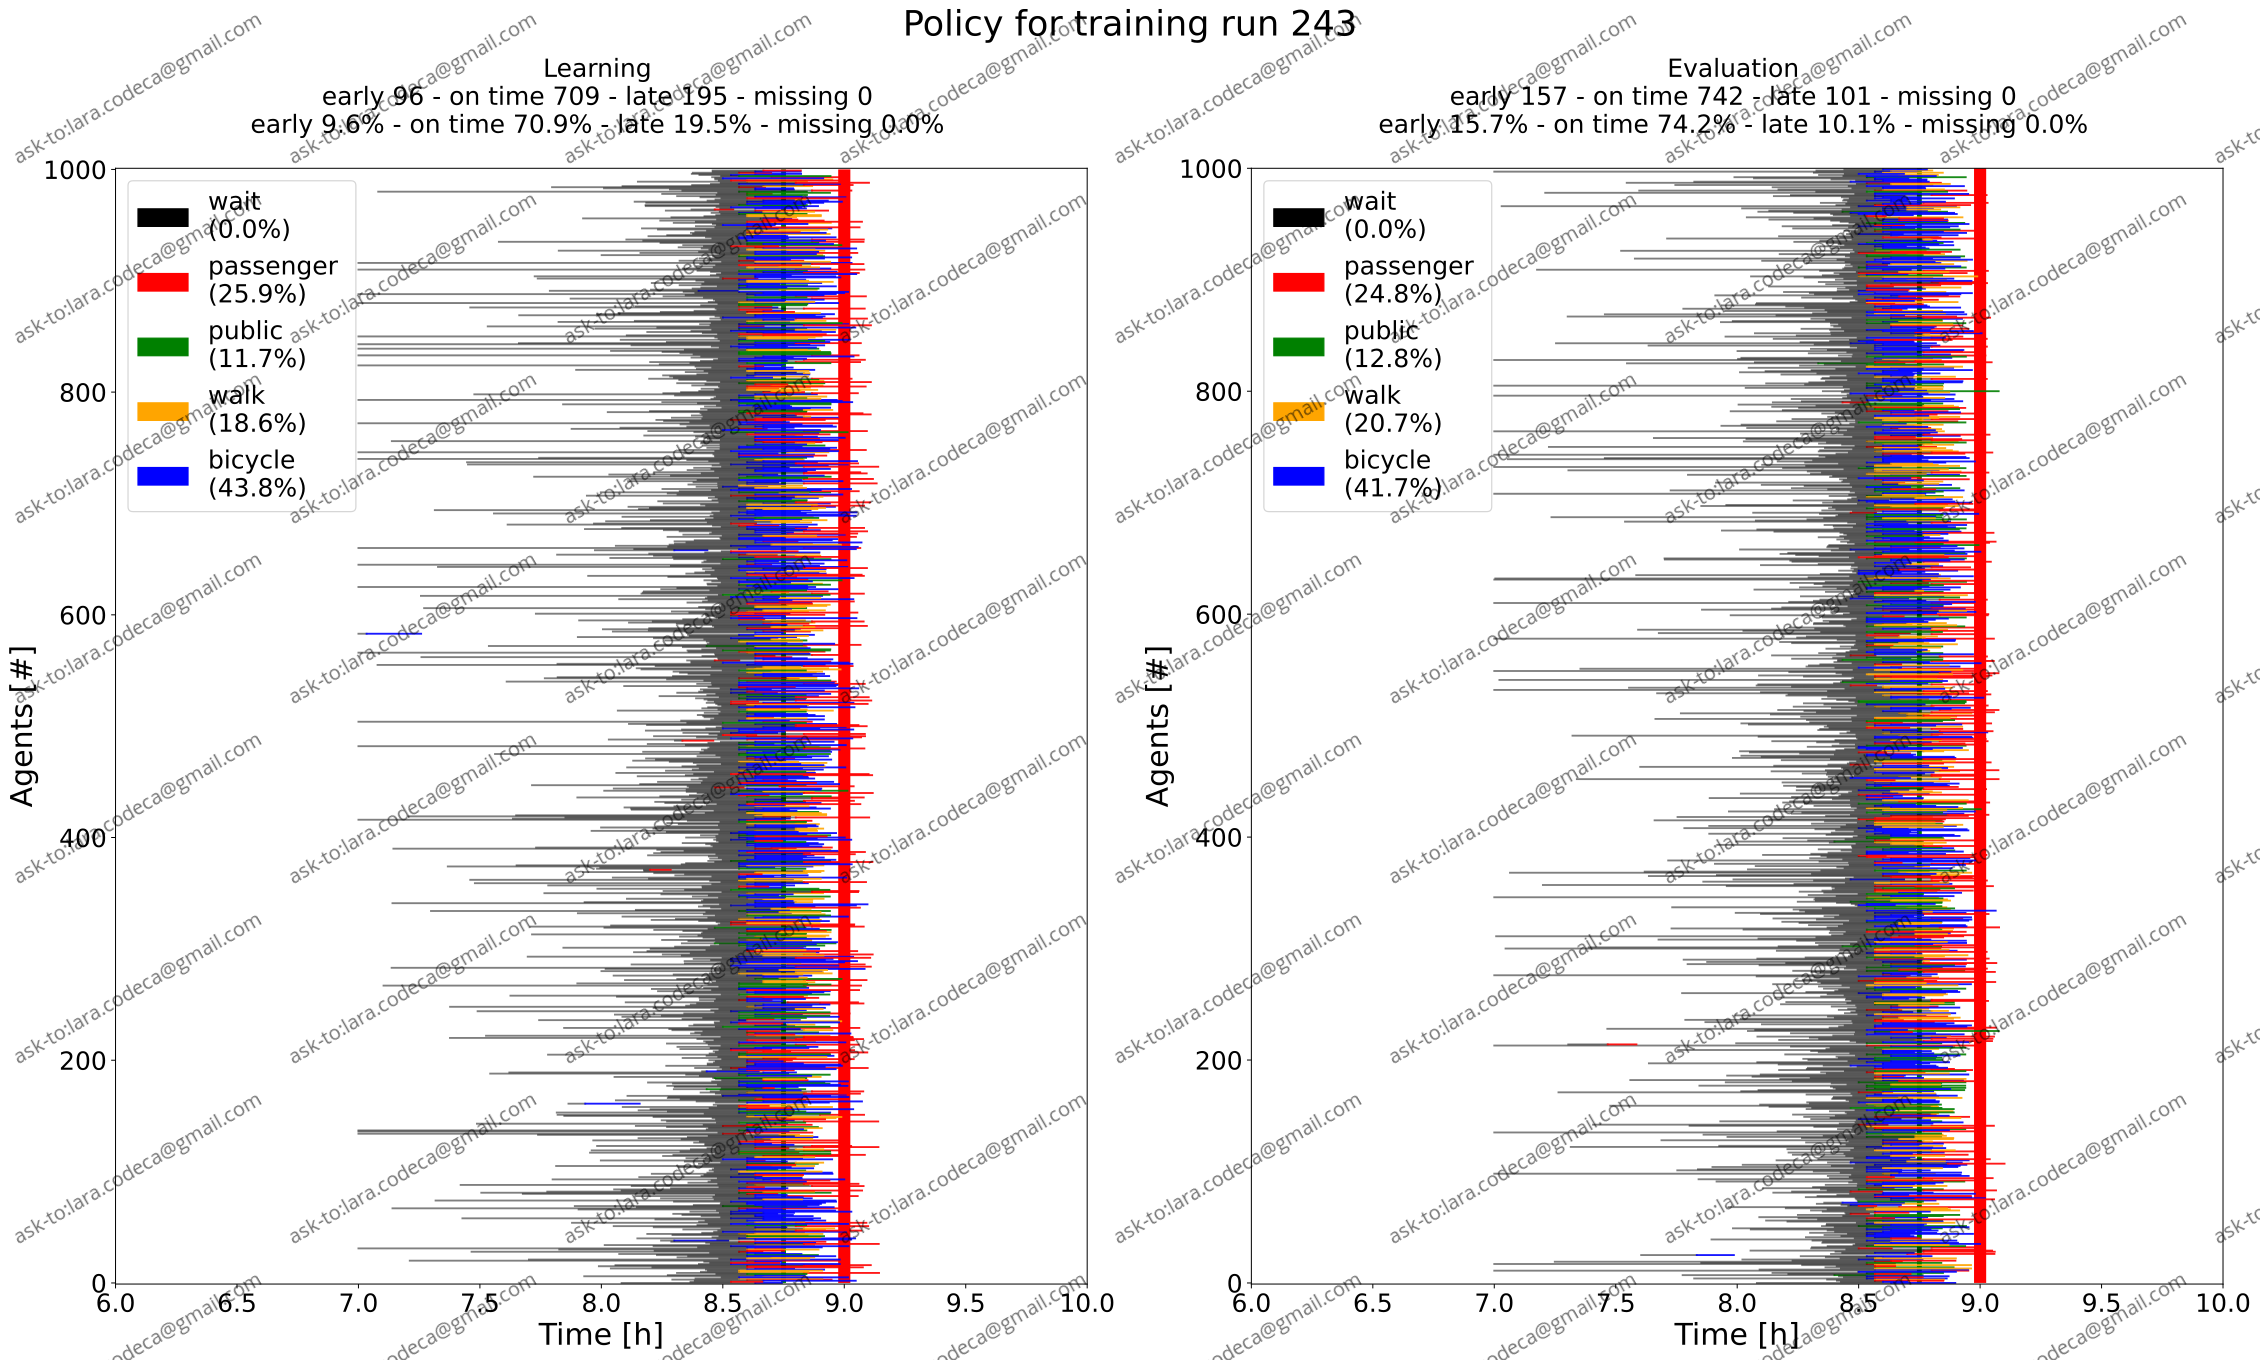 Policy for training run 243
Learning
early 96 - on time 709 - late 195 - missing 0
early 9.6% - on time 70.9% - late 19.5% - missing 0.0%
1000
800
600
400
200
0
Agents [#]
wait
(0.0%)
passenger
(25.9%)
public
(11.7%)
walk
(18.6%)
bicycle
(43.8%)
6.0 6.5 7.0 7.5 8.0 8.5 9.0 9.5 10.0
Time [h]
Evaluation
early 157 - on time 742 - late 101 - missing 0
early 15.7% - on time 74.2% - late 10.1% - missing 0.0%
1000
800
600
400
200
0
Agents [#]
wait
(0.0%)
passenger
(24.8%)
public
(12.8%)
walk
(20.7%)
bicycle
(41.7%)
6.0 6.5 7.0 7.5 8.0 8.5 9.0 9.5 10.0
Time [h]
ask-to:lara.codeca@gmail.com